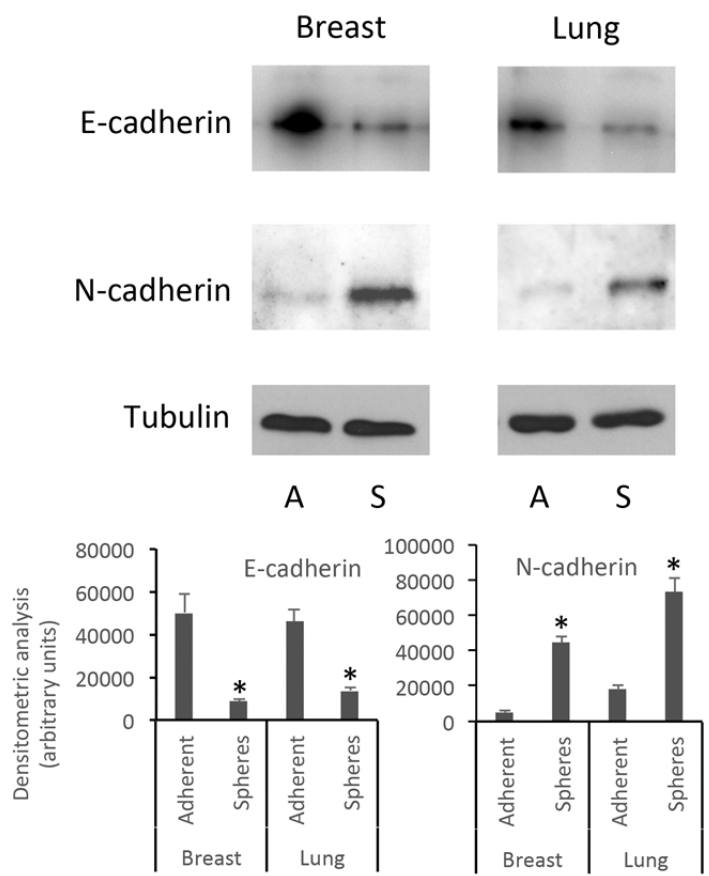 Breast Lung
E-cadherin
N-cadherin
Tubulin
A S A S
Densitometric analysis
(arbitrary units)
80000
60000
40000
20000
0
E-cadherin
Adherent Spheres Adherent Spheres
Breast Lung
100000
80000
60000
40000
20000
0
N-cadherin
* * * *
Adherent Spheres Adherent Spheres
Breast Lung